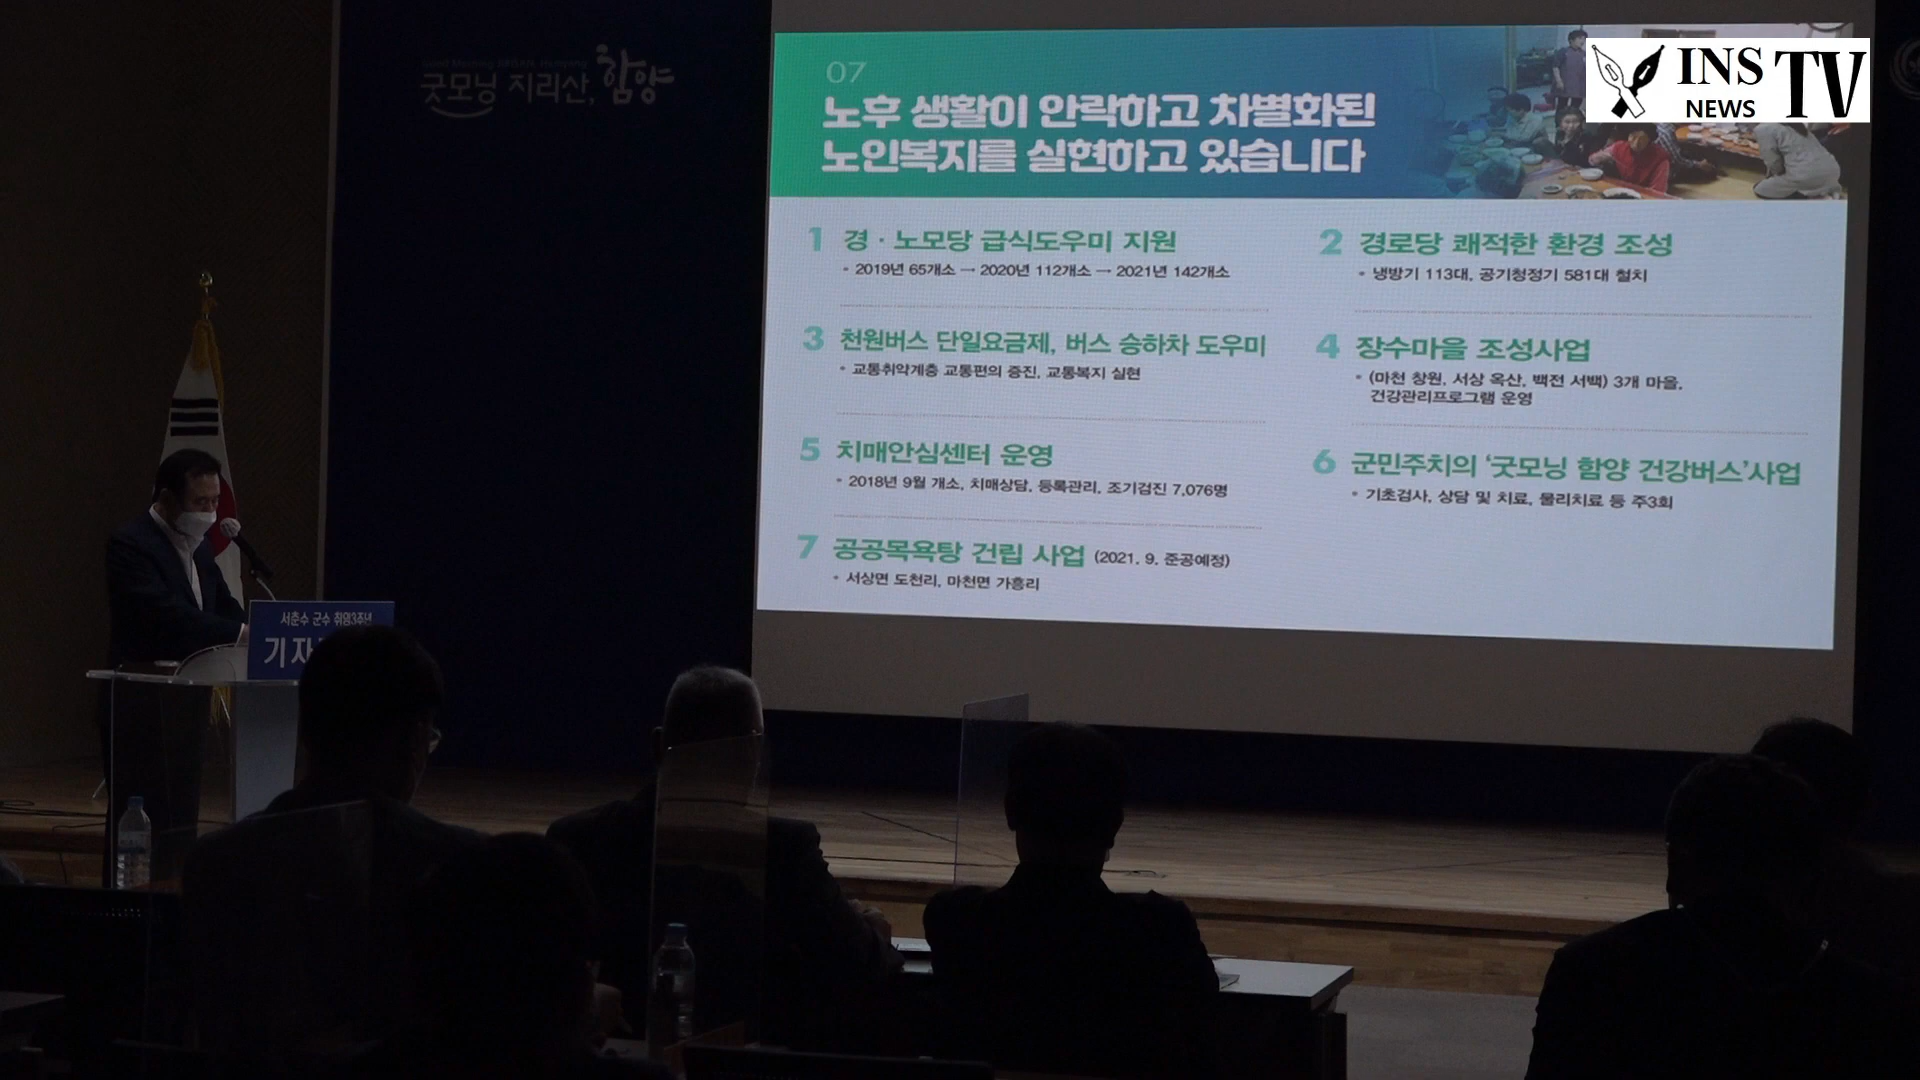 굿모닝 지리산, 함양
INS
NEWS
TV
07
노후 생활이 안락하고 차별화된
노인복지를 실현하고 있습니다
1 경·노모당 급식도우미 지원
• 2019년 65개소 → 2020년 112개소 → 2021년 142개소
2 경로당 쾌적한 환경 조성
• 냉방기 113대, 공기청정기 581대 설치
3 천원버스 단일요금제, 버스 승하차 도우미
• 교통취약계층 교통편의 증진, 교통복지 실현
4 장수마을 조성사업
• (마천 창원, 서상 옥산, 백전 서백) 3개 마을,
건강관리프로그램 운영
5 치매안심센터 운영
• 2018년 9월 개소, 치매상담, 등록관리, 조기검진 7,076명
6 군민주치의 '굿모닝 함양 건강버스'사업
• 기초검사, 상담 및 치료, 물리치료 등 주3회
7 공공목욕탕 건립 사업 (2021. 9. 준공예정)
• 서상면 도천리, 마천면 가흥리
서춘수 군수 취임3주년
기자